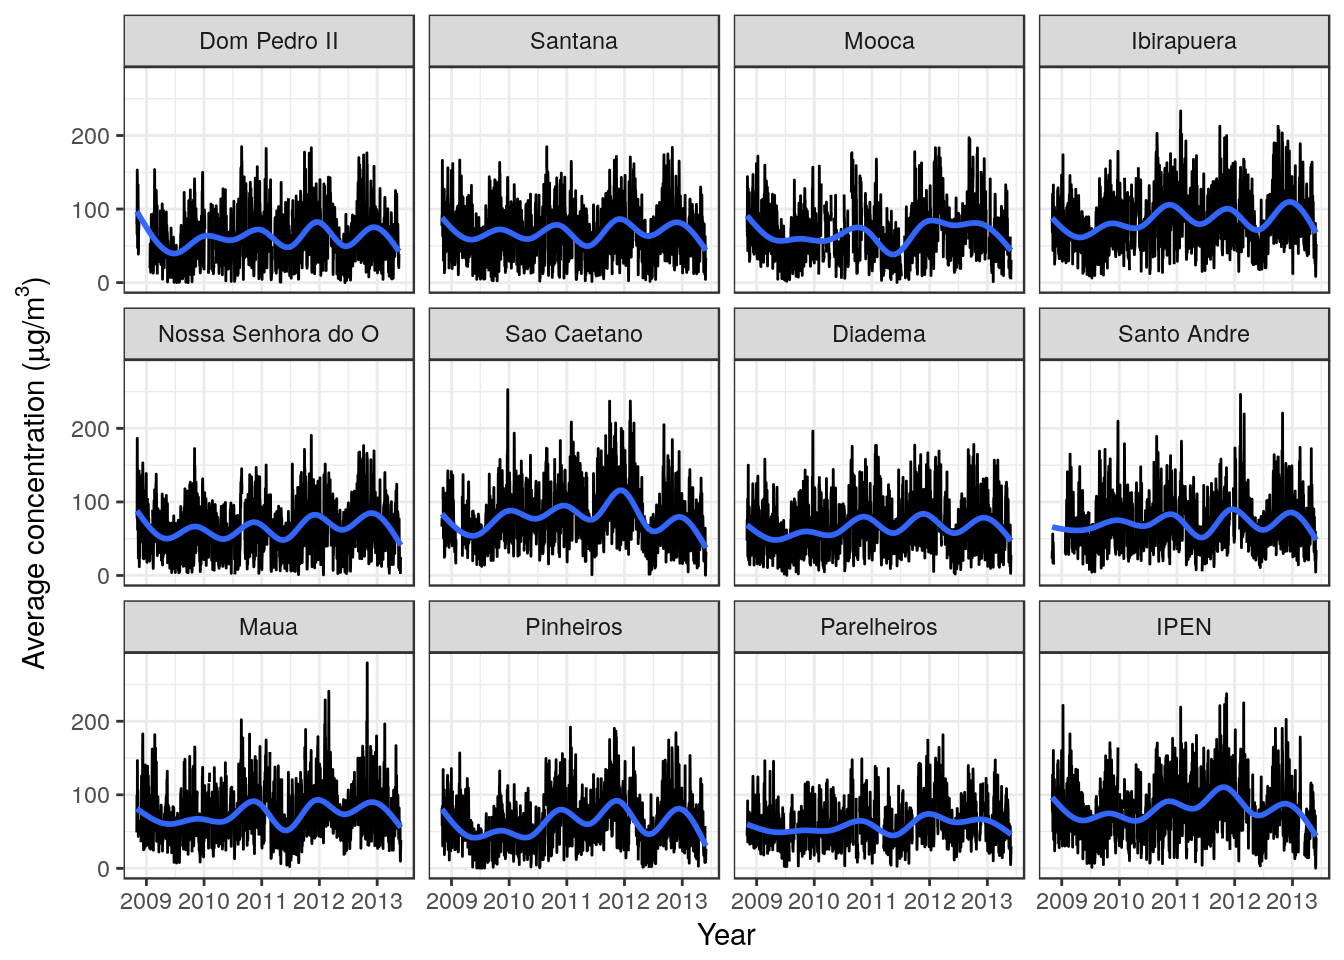 Dom Pedro II
Santana
Mooca
Ibirapuera
200
100
0
Nossa Senhora do O
Sao Caetano
Diadema
Santo Andre
200
100
0
Maua
Pinheiros
Parelheiros
IPEN
200
100
0
2009 2010 2011 2012 2013
2009 2010 2011 2012 2013
2009 2010 2011 2012 2013
2009 2010 2011 2012 2013
Year
Average concentration (µg/m³)